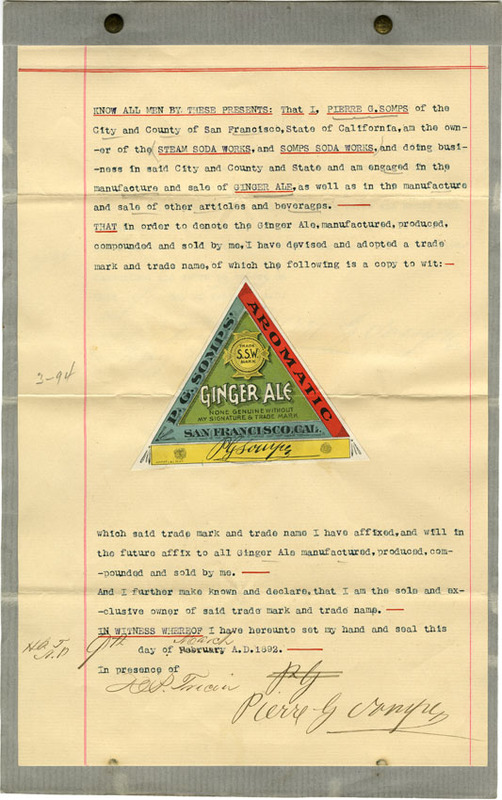 KNOW ALL MEN BY THESE PRESENTS: That I, PIERRE G.SOMPS of the
City and County of San Francisco,State of California,am the own-
-er of the STEAM SODA WORKS,and SOMPS SODA WORKS,and doing busi-
-ness in said City and County and State and am engaged in the
manufacture and sale of GINGER ALE,as well as in the manufacture
and sale of other articles and beverages.
THAT in order to denote the Ginger Ale,manufactured,produced,
compounded and sold by me,I have devised and adopted a trade
mark and trade name,of which the following is a copy to wit:-
3-94
P.G. SOMPS'
AROMATIC
TRADE
S.S.W.
MARK
GINGER ALE
NONE GENUINE WITHOUT
MY SIGNATURE & TRADE MARK
SAN FRANCISCO, CAL.
P G Somps
which said trade mark and trade name I have affixed,and will in
the future affix to all Ginger Ale manufactured,produced,com-
-pounded and sold by me.
And I further make known and declare,that I am the sole and ex-
-clusive owner of said trade mark and trade name.
IN WITNESS WHEREOF I have hereunto set my hand and seal this
9th day of March February A.D.1892.
In presence of
P G
Pierre G Somps